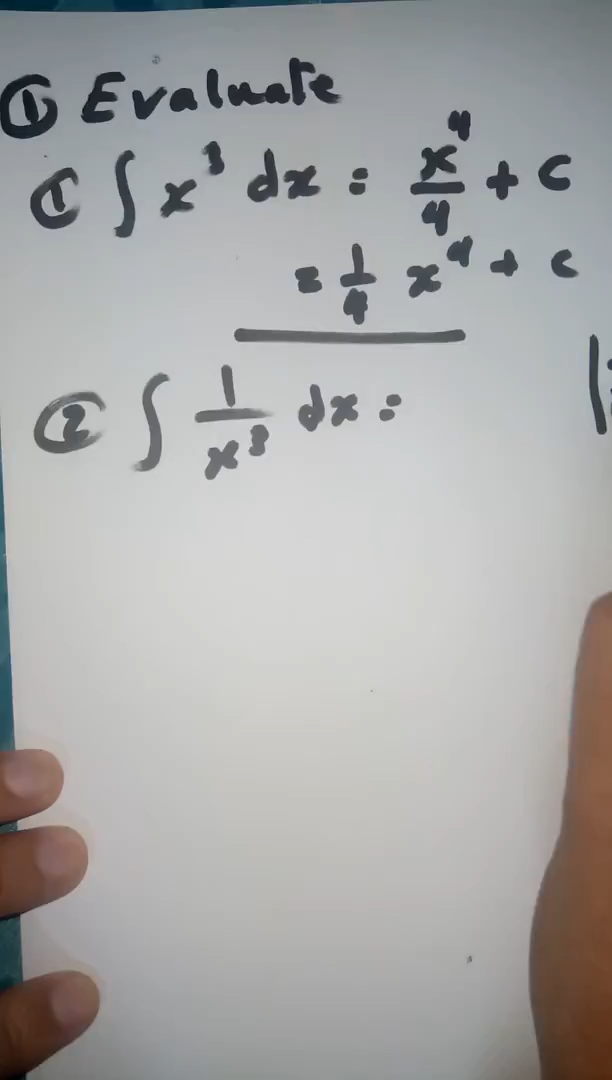 ① Evaluate
① ∫ x³ dx = x⁴/4 + c
= 1/4 x⁴ + c
② ∫ 1/x³ dx =